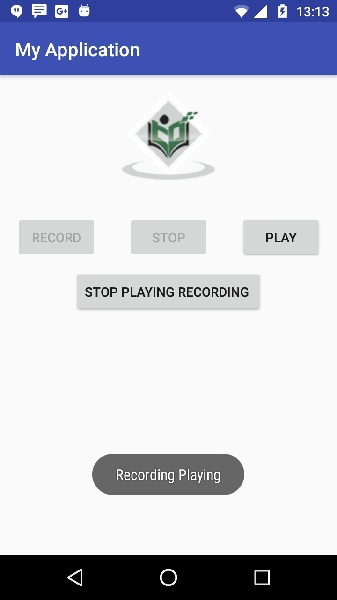 13:13
My Application
RECORD STOP PLAY
STOP PLAYING RECORDING
Recording Playing